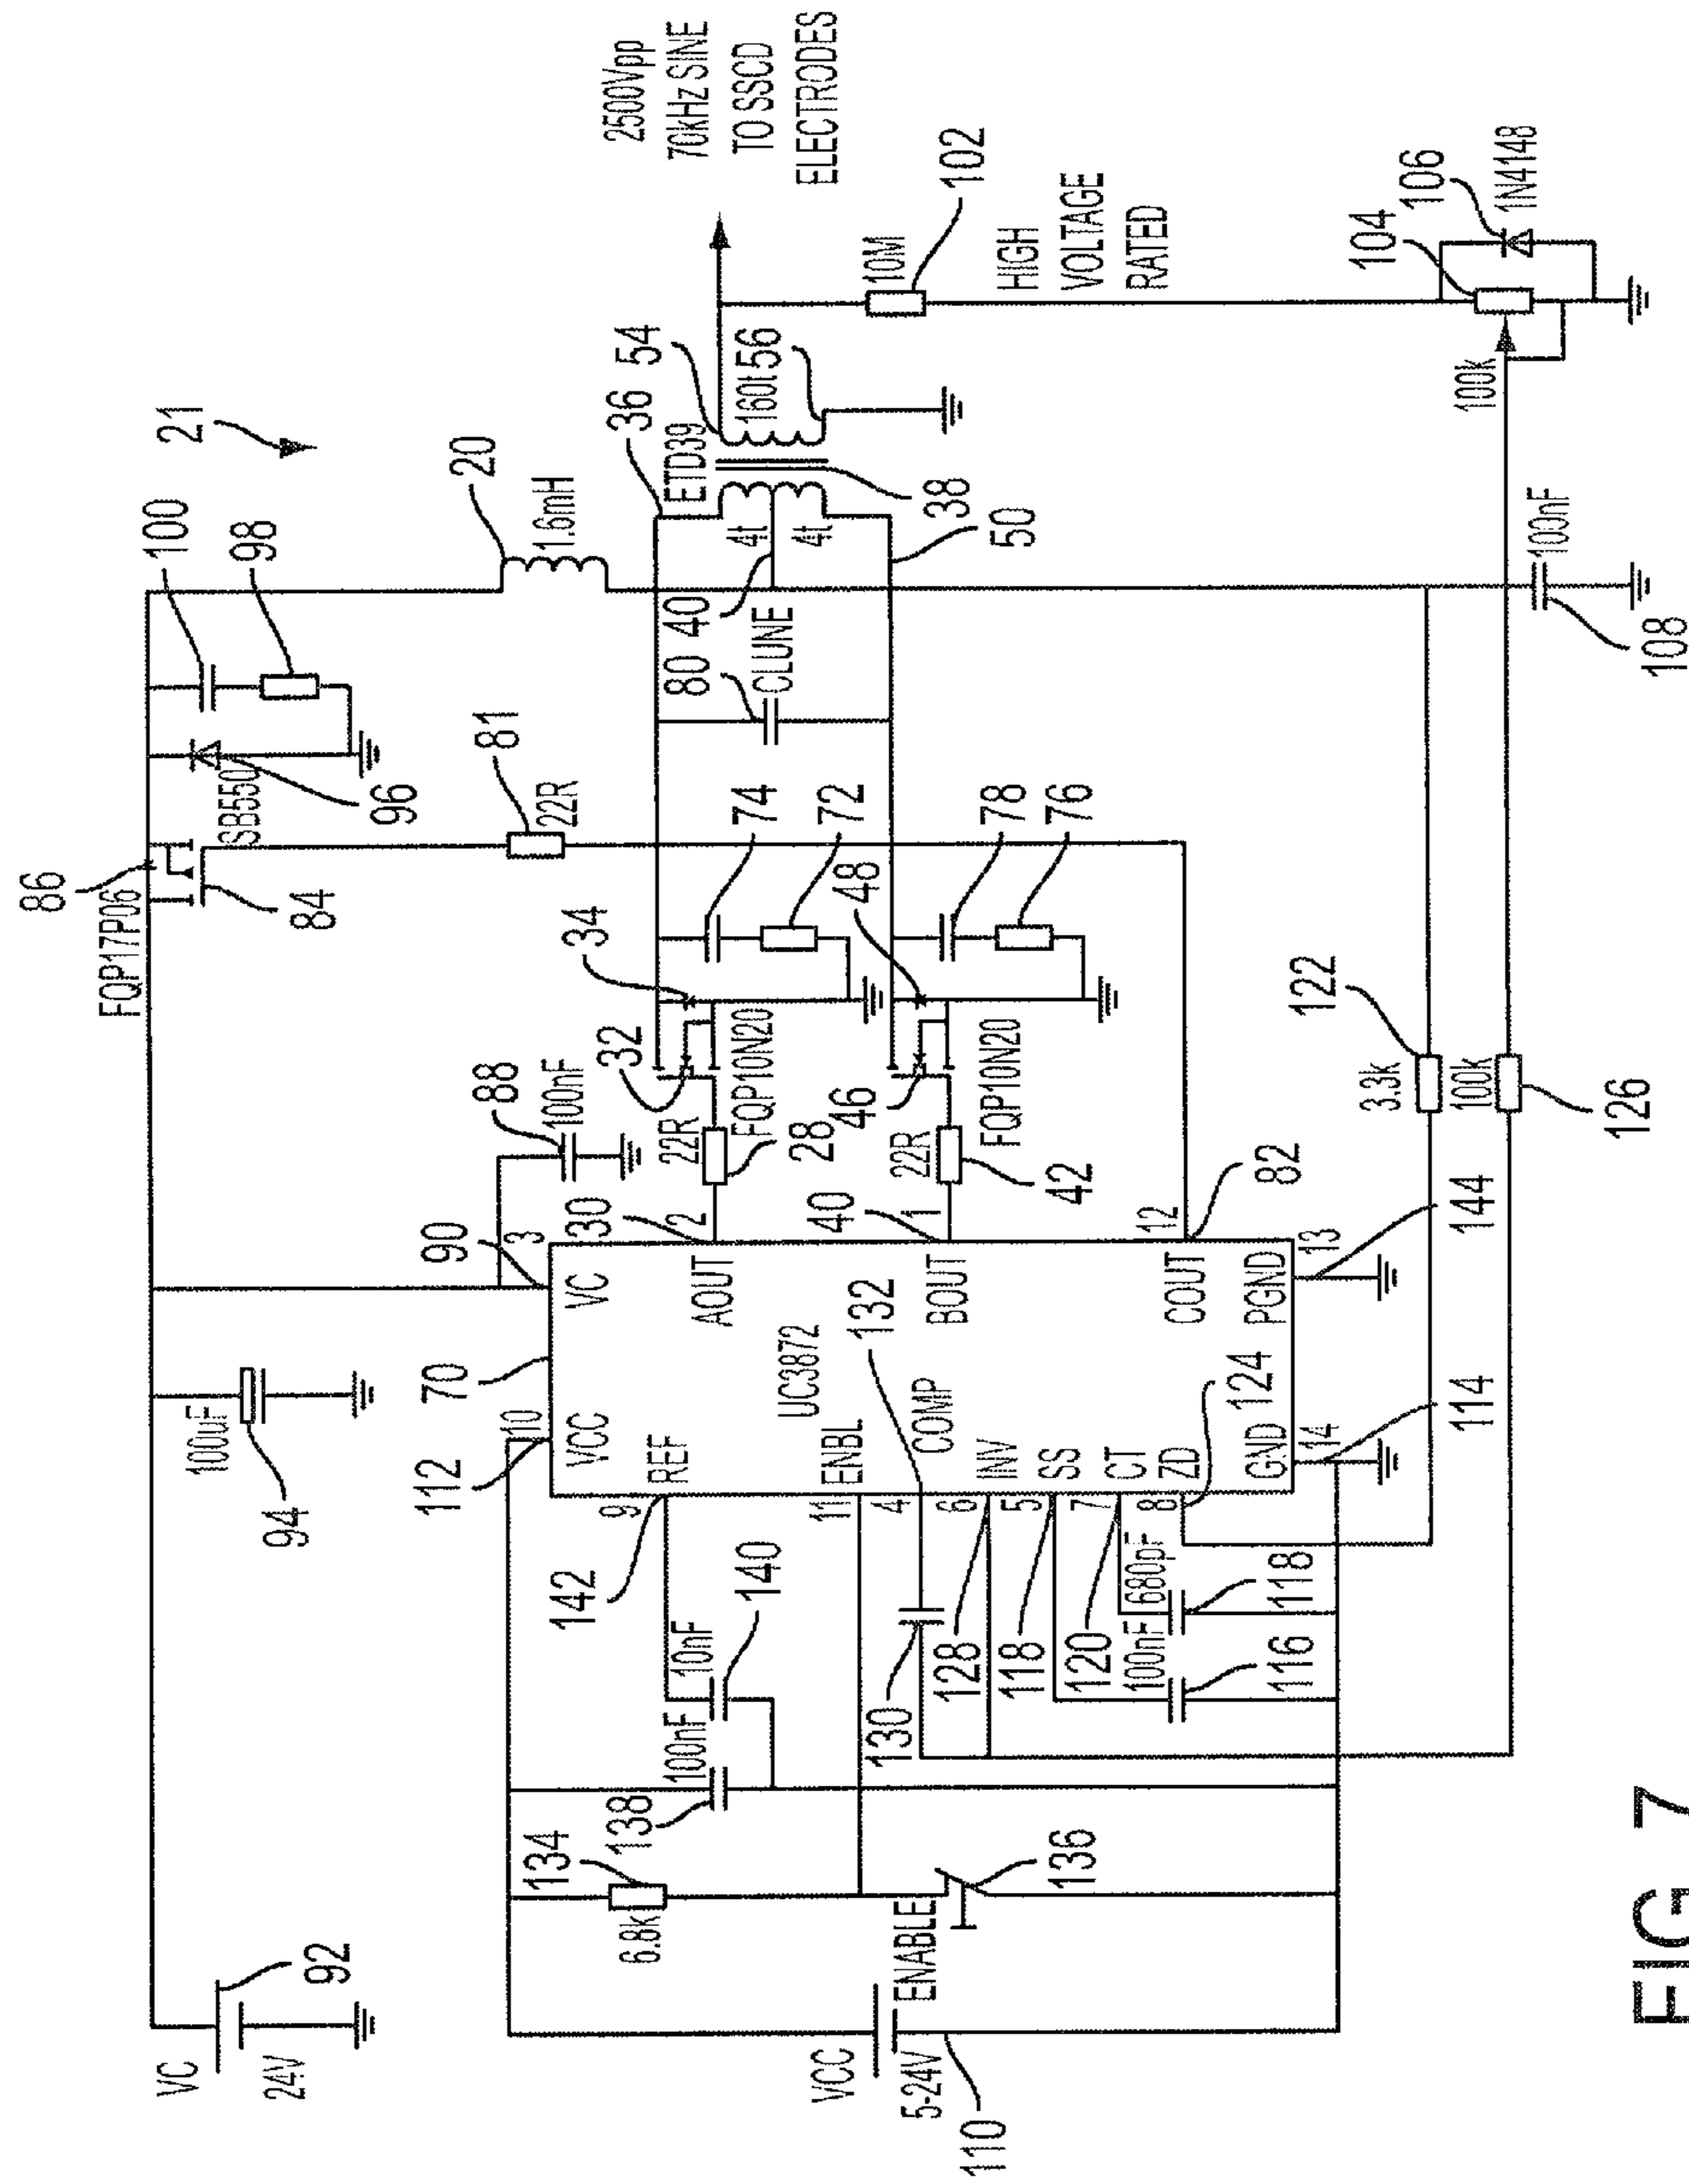 21
86
FQP17P06
84
SB550
96
100
98
20
1.6mH
VC
24V
92
100uF
94
88
100nF
81
22R
36
ETD39
54
160t
56
4t
4t
38
40
50
2500Vpp
70kHz SINE
TO SSCD
ELECTRODES
10M
102
HIGH
VOLTAGE
RATED
104
106
1N4148
100k
80
CLUNE
74
72
34
32
22R
FQP10N20
28
78
76
48
46
22R
FQP10N20
42
112
10
70
90
3
VCC
VC
30
2
AOUT
9
REF
142
UC3872
11
ENBL
132
4
COMP
40
1
BOUT
6
INV
5
SS
7
CT
8
ZD
124
COUT
12
82
GND
14
114
PGND
13
144
134
6.8k
138
100nF
10nF
140
VCC
5-24V
110
ENABLE
136
130
128
118
120
100nF
680pF
116
118
3.3k
122
100k
126
108
100nF
FIG 7